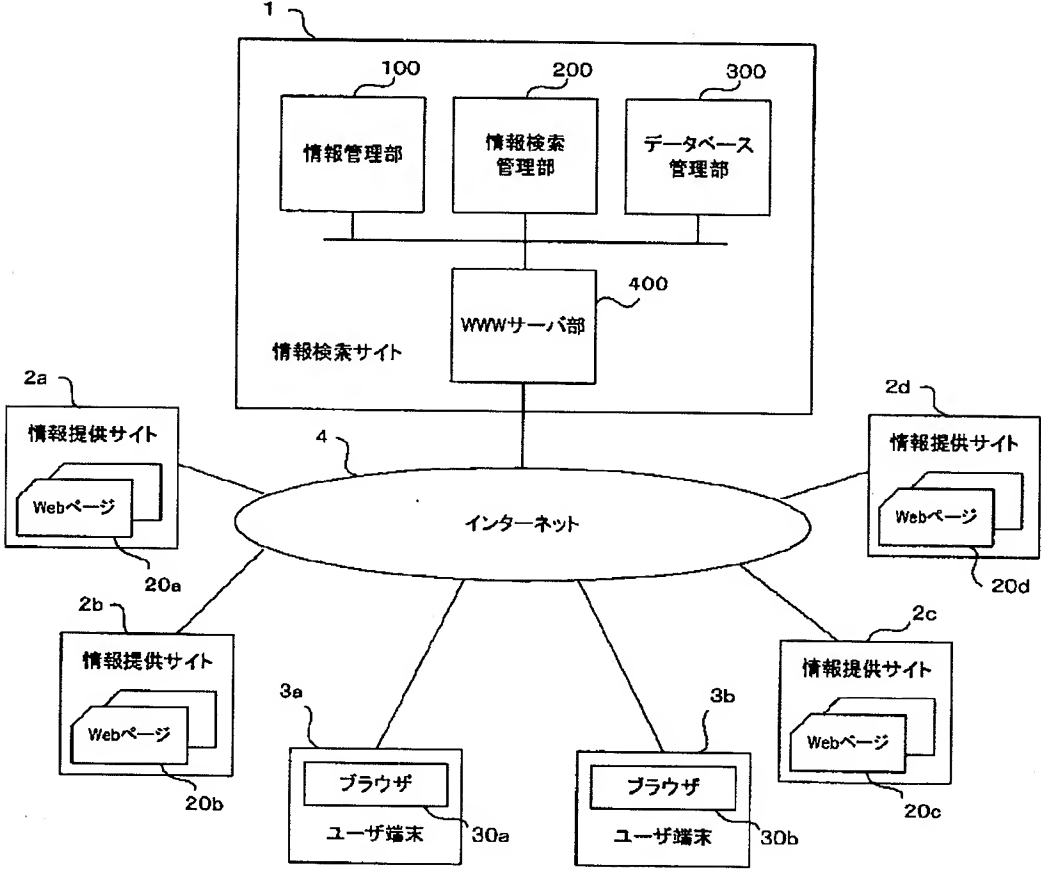 1
100
200
300
情報管理部
情報検索
管理部
データベース
管理部
400
WWWサーバ部
情報検索サイト
2a
情報提供サイト
Webページ
20a
2d
情報提供サイト
Webページ
20d
4
インターネット
2b
情報提供サイト
Webページ
20b
2c
情報提供サイト
Webページ
20c
3a
ブラウザ
ユーザ端末
30a
3b
ブラウザ
ユーザ端末
30b